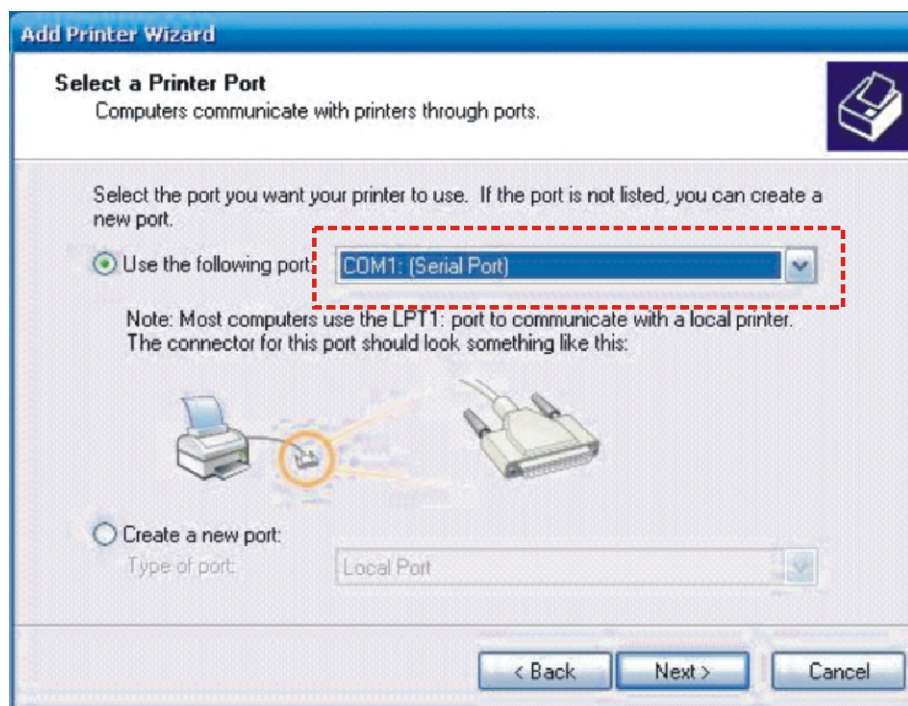 Add Printer Wizard
Select a Printer Port
Computers communicate with printers through ports.
Select the port you want your printer to use. If the port is not listed, you can create a
new port.
Use the following port: COM1: (Serial Port)
Note: Most computers use the LPT1: port to communicate with a local printer.
The connector for this port should look something like this:
Create a new port:
Type of port: Local Port
< Back Next > Cancel